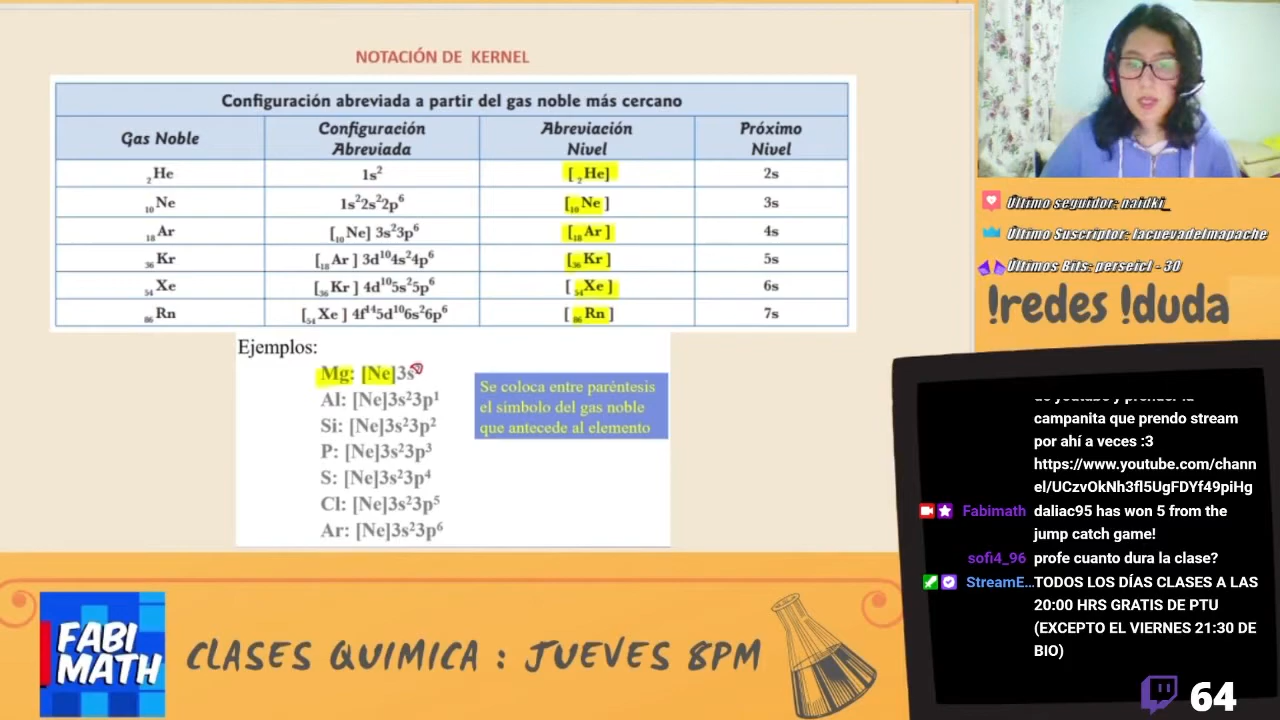 NOTACIÓN DE KERNEL
Configuración abreviada a partir del gas noble más cercano
Gas Noble Configuración Abreviada Abreviación Nivel Próximo Nivel
₂He 1s² [₂He] 2s
₁₀Ne 1s²2s²2p⁶ [₁₀Ne ] 3s
₁₈Ar [₁₀Ne] 3s²3p⁶ [₁₈Ar ] 4s
₃₆Kr [₁₈Ar ] 3d¹⁰4s²4p⁶ [₃₆Kr ] 5s
₅₄Xe [₃₆Kr ] 4d¹⁰5s²5p⁶ [ ₅₄Xe ] 6s
₈₆Rn [₅₄Xe ] 4f¹⁴5d¹⁰6s²6p⁶ [ ₈₆Rn ] 7s
Ejemplos:
Mg: [Ne]3s
Al: [Ne]3s²3p¹
Si: [Ne]3s²3p²
P: [Ne]3s²3p³
S: [Ne]3s²3p⁴
Cl: [Ne]3s²3p⁵
Ar: [Ne]3s²3p⁶
Se coloca entre paréntesis
el símbolo del gas noble
que antecede al elemento
Último seguidor: naidki_
Último Suscriptor: lacuevadelmapache
Últimos Bits: perseicl - 30
!redes !duda
campanita que prendo stream
por ahí a veces :3
https://www.youtube.com/chann
el/UCzvOkNh3fl5UgFDYf49piHg
Fabimath daliac95 has won 5 from the
jump catch game!
sofi4_96 profe cuanto dura la clase?
StreamE... TODOS LOS DÍAS CLASES A LAS
20:00 HRS GRATIS DE PTU
(EXCEPTO EL VIERNES 21:30 DE
BIO)
64
FABI
MATH
CLASES QUIMICA : JUEVES 8PM